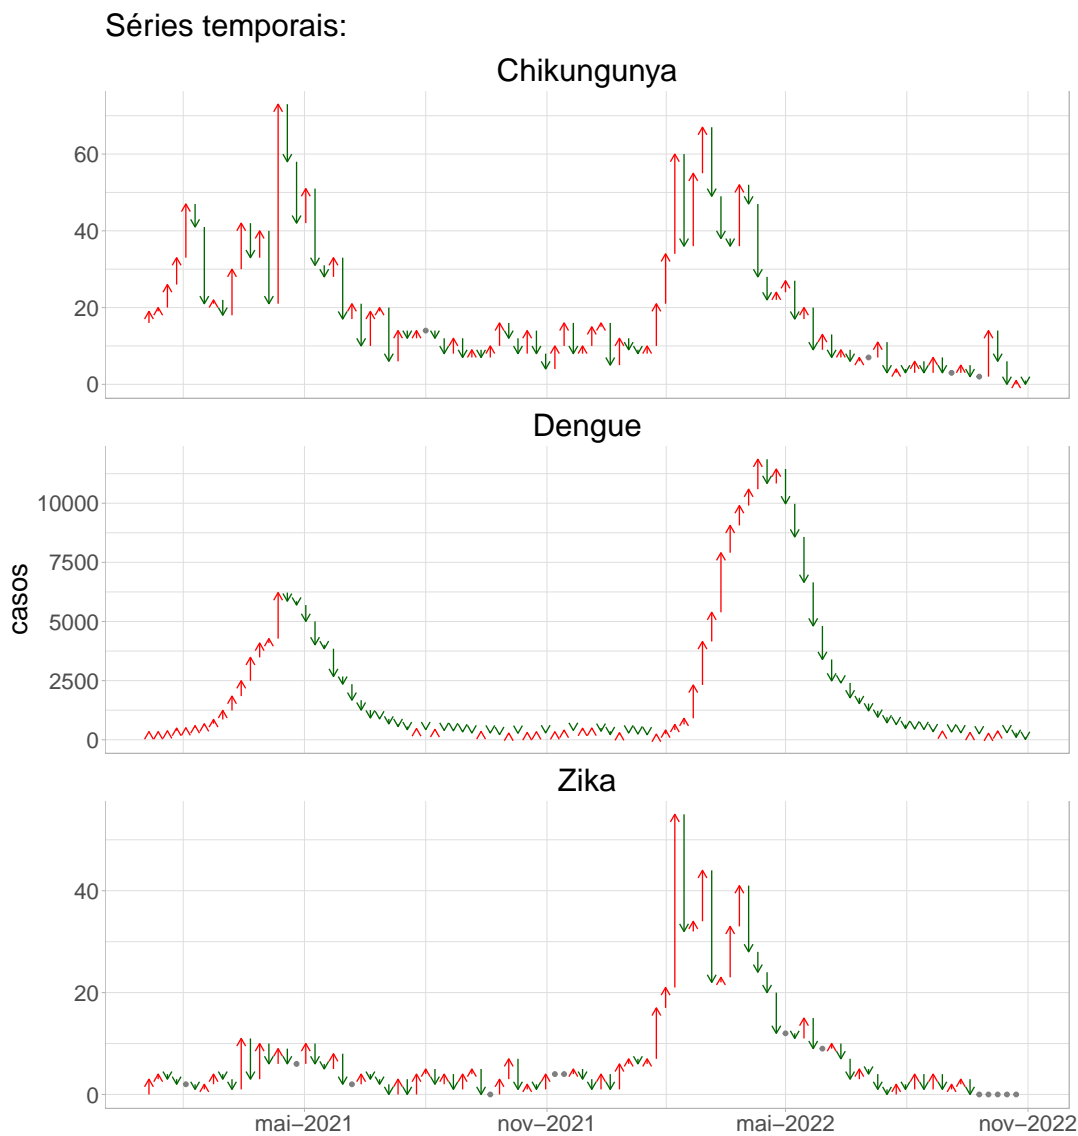 Séries temporais:
Chikungunya
60
40
20
0
Dengue
10000
7500
5000
2500
0
casos
Zika
40
20
0
mai–2021
nov–2021
mai–2022
nov–2022